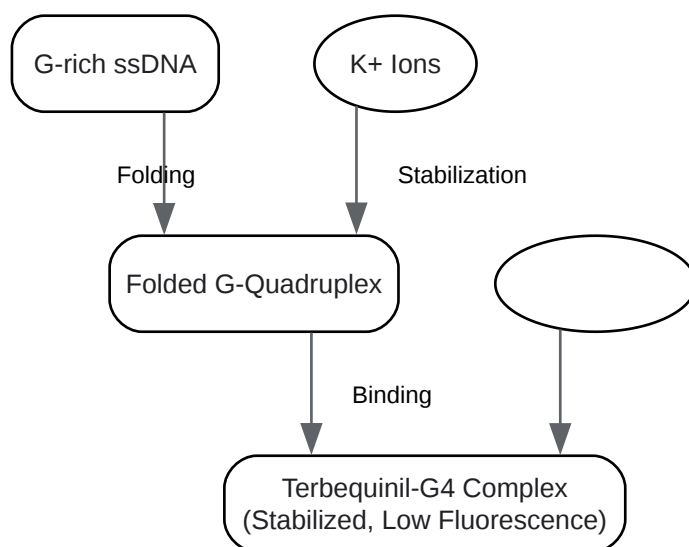 G-rich ssDNA
K+ Ions
Folding
Stabilization
Folded G-Quadruplex
Binding
Terbequinil-G4 Complex
(Stabilized, Low Fluorescence)